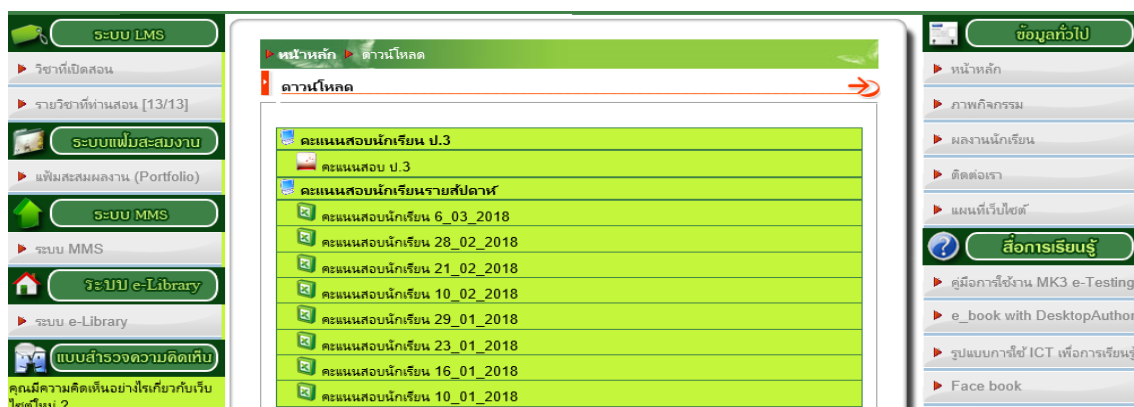 ระบบ LMS
วิชาที่เปิดสอน
รายวิชาที่ท่านสอน [13/13]
ระบบแฟ้มสะสมงาน
แฟ้มสะสมผลงาน (Portfolio)
ระบบ MMS
ระบบ MMS
ระบบ e-Library
ระบบ e-Library
แบบสำรวจความคิดเห็น
คุณมีความคิดเห็นอย่างไรเกี่ยวกับเว็บ
ไซต์ใหม่ ?
หน้าหลัก ดาวน์โหลด
ดาวน์โหลด
คะแนนสอบนักเรียน ป.3
คะแนนสอบ ป.3
คะแนนสอบนักเรียนรายสัปดาห์
คะแนนสอบนักเรียน 6_03_2018
คะแนนสอบนักเรียน 28_02_2018
คะแนนสอบนักเรียน 21_02_2018
คะแนนสอบนักเรียน 10_02_2018
คะแนนสอบนักเรียน 29_01_2018
คะแนนสอบนักเรียน 23_01_2018
คะแนนสอบนักเรียน 16_01_2018
คะแนนสอบนักเรียน 10_01_2018
ข้อมูลทั่วไป
หน้าหลัก
ภาพกิจกรรม
ผลงานนักเรียน
ติดต่อเรา
แผนที่เว็บไซต์
สื่อการเรียนรู้
คู่มือการใช้งาน MK3 e-Testing
e_book with DesktopAuthor
รูปแบบการใช้ ICT เพื่อการเรียนรู้
Face book